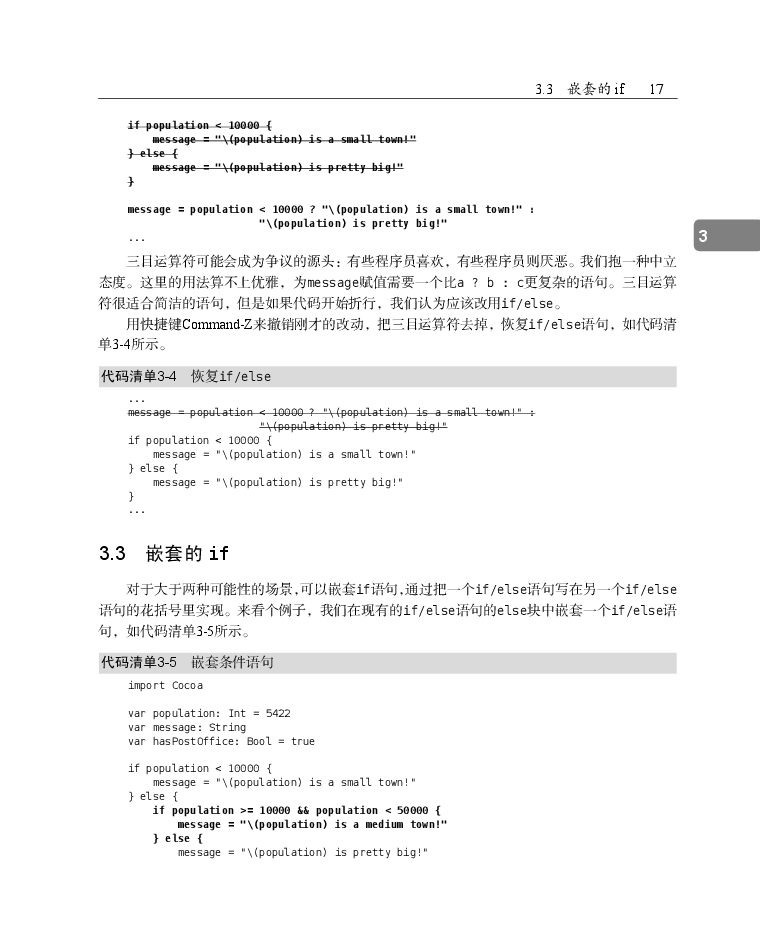 3.3 嵌套的 if 17
if population < 10000 {
message = "\(population) is a small town!"
} else {
message = "\(population) is pretty big!"
}
message = population < 10000 ? "\(population) is a small town!" :
"\(population) is pretty big!"
...
3
三目运算符可能会成为争议的源头：有些程序员喜欢，有些程序员则厌恶。我们抱一种中立
态度。这里的用法算不上优雅，为message赋值需要一个比a ? b : c更复杂的语句。三目运算
符很适合简洁的语句，但是如果代码开始折行，我们认为应该改用if/else。
用快捷键Command-Z来撤销刚才的改动，把三目运算符去掉，恢复if/else语句，如代码清
单3-4所示。
代码清单3-4 恢复if/else
...
message = population < 10000 ? "\(population) is a small town!" :
"\(population) is pretty big!"
if population < 10000 {
message = "\(population) is a small town!"
} else {
message = "\(population) is pretty big!"
}
...
3.3 嵌套的 if
对于大于两种可能性的场景，可以嵌套if语句，通过把一个if/else语句写在另一个if/else
语句的花括号里实现。来看个例子，我们在现有的if/else语句的else块中嵌套一个if/else语
句，如代码清单3-5所示。
代码清单3-5 嵌套条件语句
import Cocoa
var population: Int = 5422
var message: String
var hasPostOffice: Bool = true
if population < 10000 {
message = "\(population) is a small town!"
} else {
if population >= 10000 && population < 50000 {
message = "\(population) is a medium town!"
} else {
message = "\(population) is pretty big!"